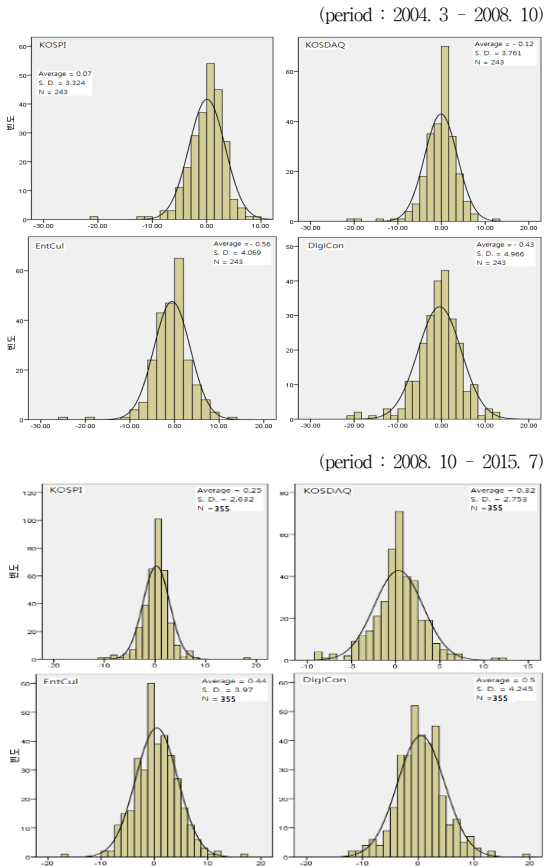 (period : 2004. 3 - 2008. 10)
KOSPI
Average = 0.07
S. D. = 3.324
N = 243
빈도
60
50
40
30
20
10
0
-30.00 -20.00 -10.00 0.00 10.00
KOSDAQ
Average = - 0.12
S. D. = 3.761
N = 243
60
40
20
0
-30.00 -20.00 -10.00 0.00 10.00 20.00
EntCul
Average = - 0.56
S. D. = 4.069
N = 243
빈도
60
40
20
0
-30.00 -20.00 -10.00 0.00 10.00 20.00
DigiCon
Average = - 0.43
S. D. = 4.966
N = 243
50
40
30
20
10
0
-30.00 -20.00 -10.00 0.00 10.00 20.00
(period : 2008. 10 - 2015. 7)
KOSPI
Average = 0.25
S. D. = 2.632
N = 355
빈도
120
100
80
60
40
20
0
-20 -10 0 10 20
KOSDAQ
Average = 0.32
S. D. = 2.753
N = 355
80
60
40
20
0
-10 -5 0 5 10 15
EntCul
Average = 0.44
S. D. = 3.97
N = 355
빈도
60
50
40
30
20
10
0
-20 -10 0 10 20
DigiCon
Average = 0.5
S. D. = 4.245
N = 355
60
50
40
30
20
10
0
-20 -10 0 10 20